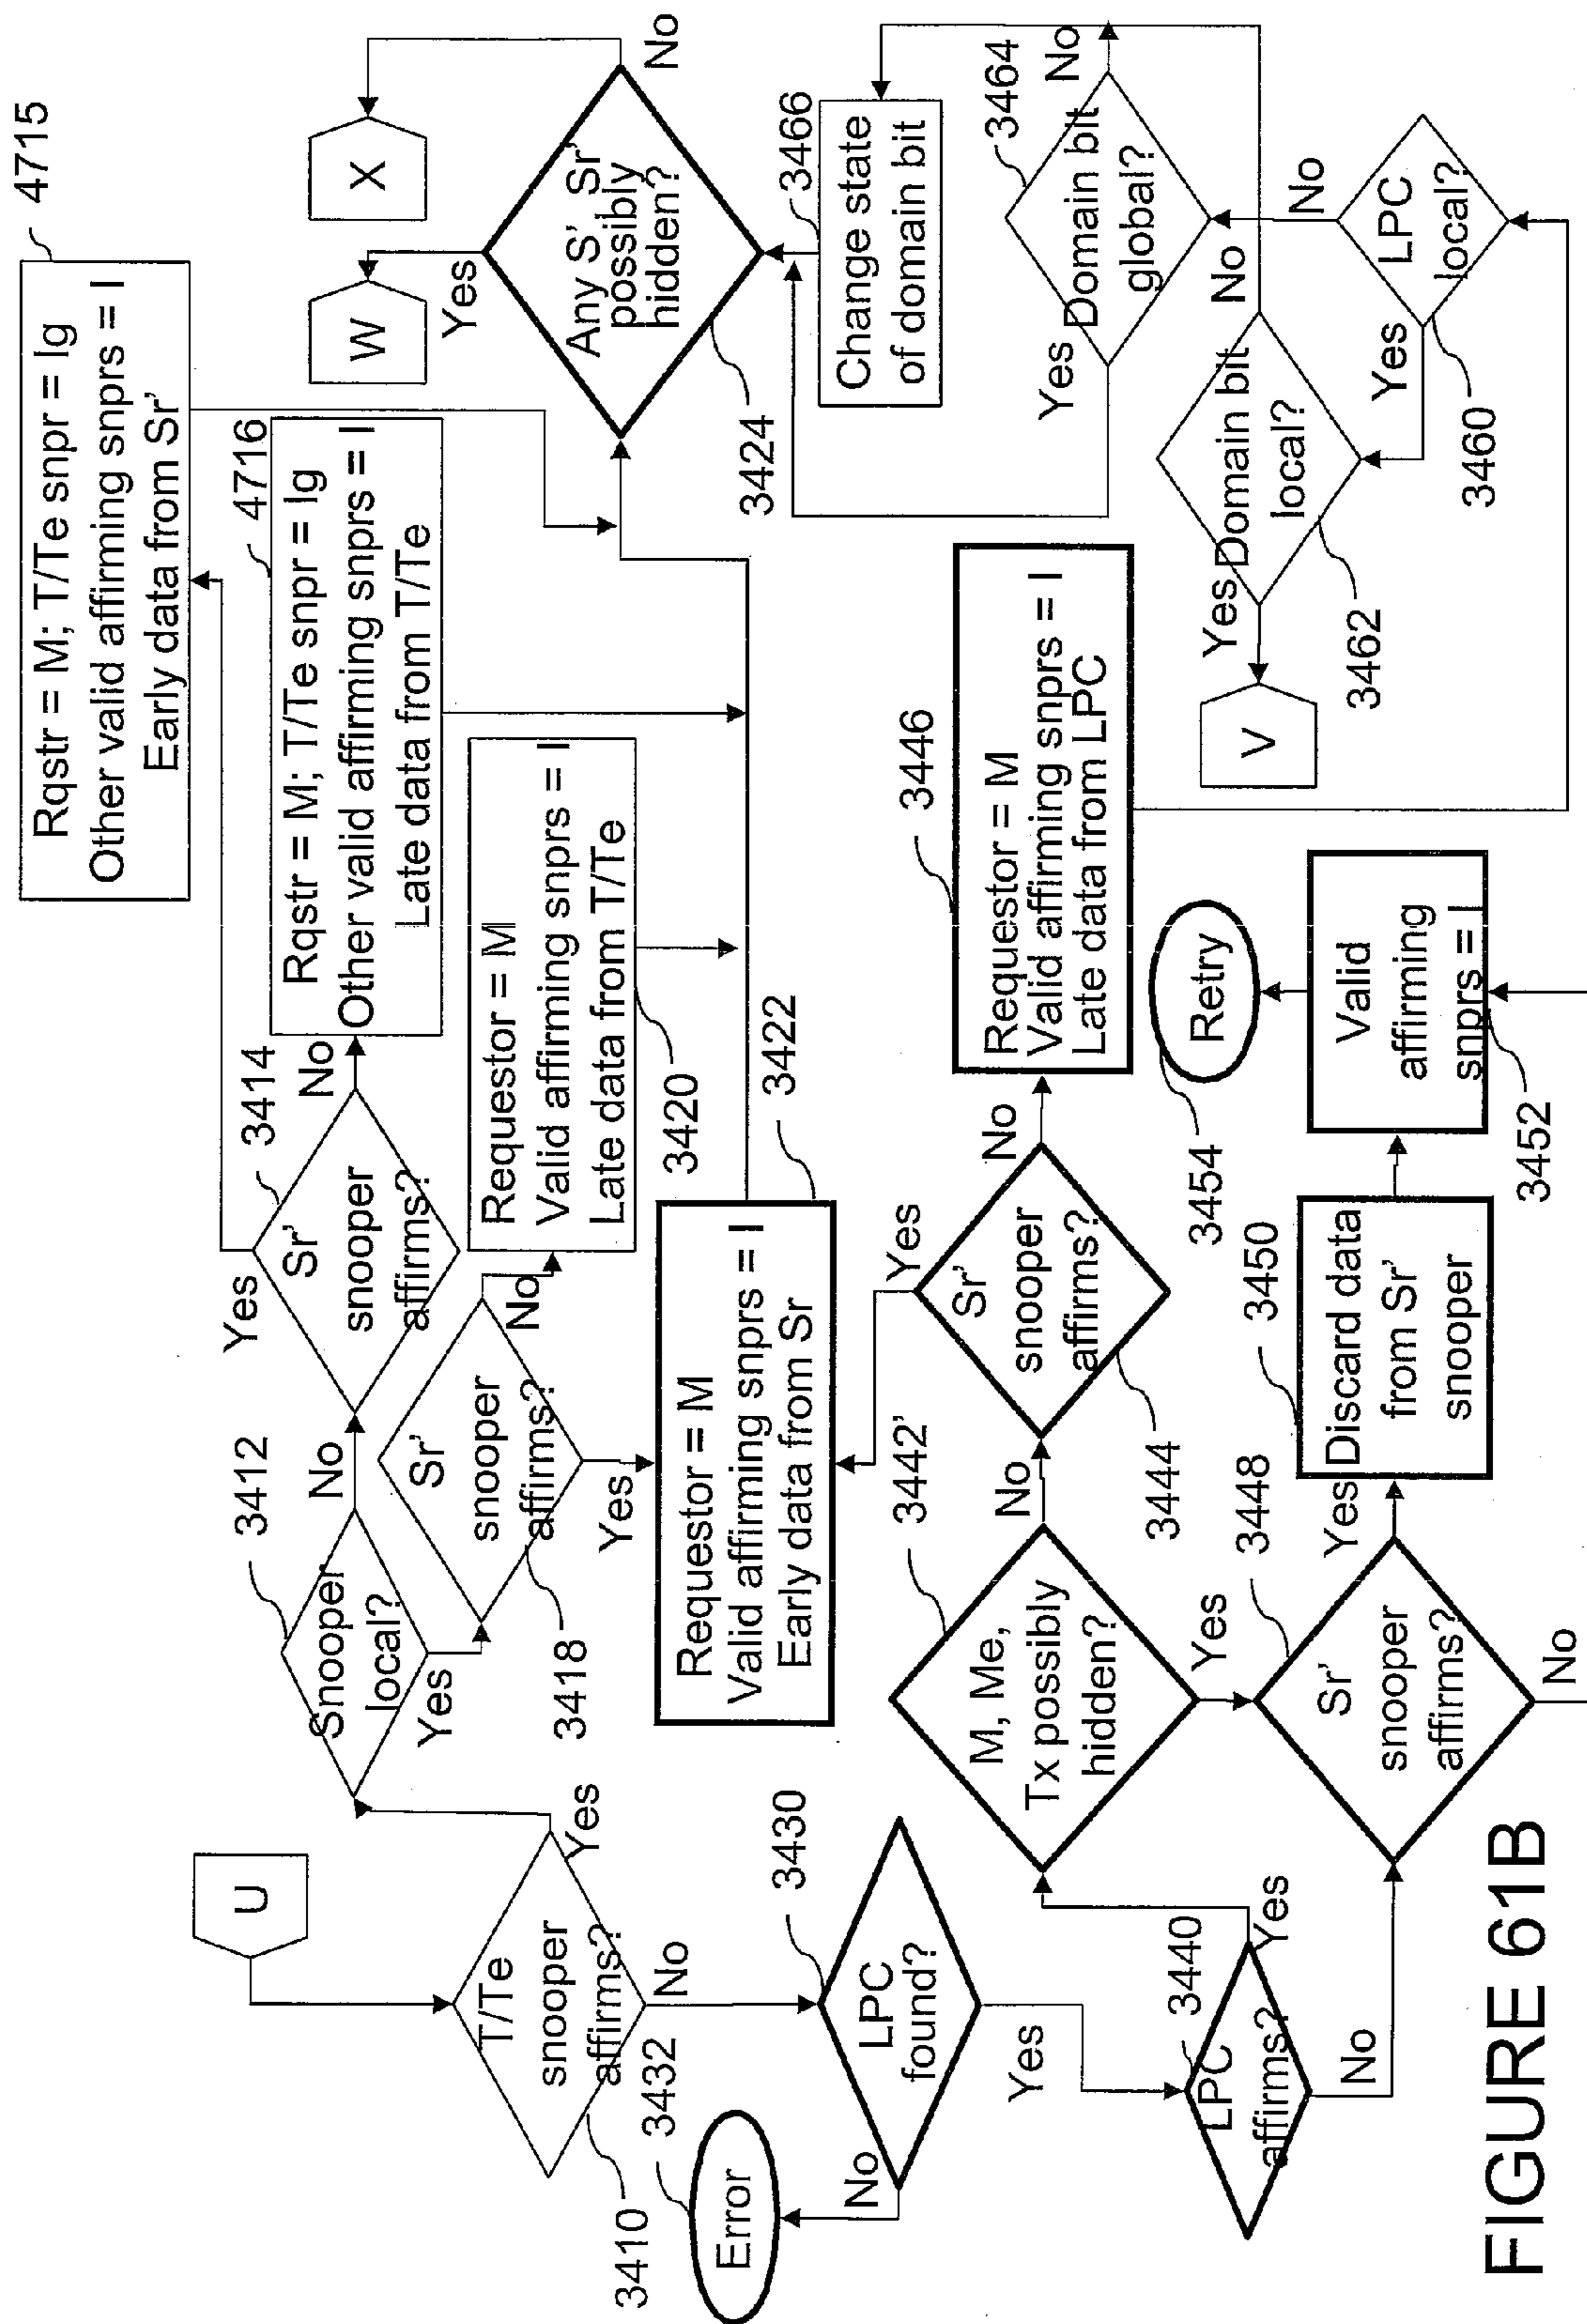 U
T/Te
snooper
affirms?
3410
Yes
No
Snooper
local?
3412
No
Yes
Sr'
snooper
affirms?
3414
Yes
No
Rqstr = M; T/Te snpr = Ig
Other valid affirming snprs = I
Early data from Sr'
4715
Rqstr = M; T/Te snpr = Ig
Other valid affirming snprs = I
Late data from T/Te
4716
Sr'
snooper
affirms?
3418
No
Yes
Requestor = M
Valid affirming snprs = I
Late data from T/Te
3420
Requestor = M
Valid affirming snprs = I
Early data from Sr
3422
Any S' Sr'
possibly
hidden?
3424
Yes
No
W
X
LPC
found?
3430
No
Yes
Error
3432
LPC
affirms?
3440
Yes
No
M, Me,
Tx possibly
hidden?
3442'
No
Yes
Sr'
snooper
affirms?
3444
Yes
No
Requestor = M
Valid affirming snprs = I
Late data from LPC
3446
Sr'
snooper
affirms?
3448
Yes
No
Discard data
from Sr'
snooper
3450
Valid
affirming
snprs = I
3452
Retry
3454
LPC
local?
3460
Yes
No
Domain bit
local?
3462
Yes
No
V
Domain bit
global?
3464
Yes
No
Change state
of domain bit
3466
FIGURE 61B